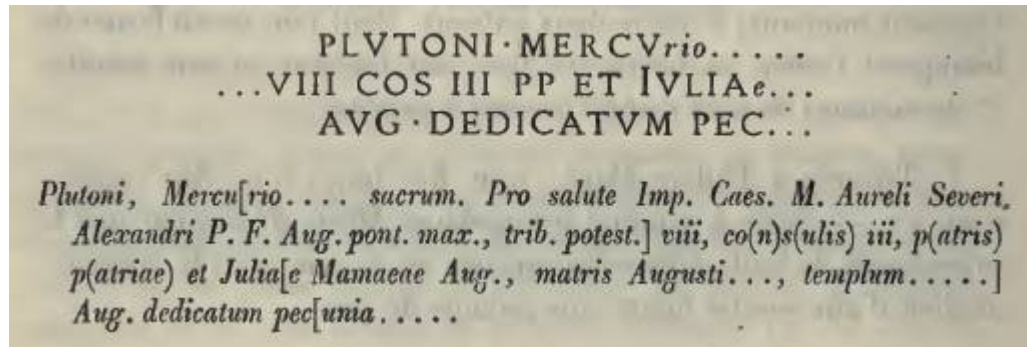 PLVTONI·MERCVrio.....
...VIII COS III PP ET IVLIAe...
AVG·DEDICATVM PEC...
Plutoni, Mercu[rio.... sacrum. Pro salute Imp. Caes. M. Aureli Severi.
Alexandri P. F. Aug. pont. max., trib. potest.] viii, co(n)s(ulis) iii, p(atris)
p(atriae) et Julia[e Mamaeae Aug., matris Augusti..., templum.....]
Aug. dedicatum pec[unia.....